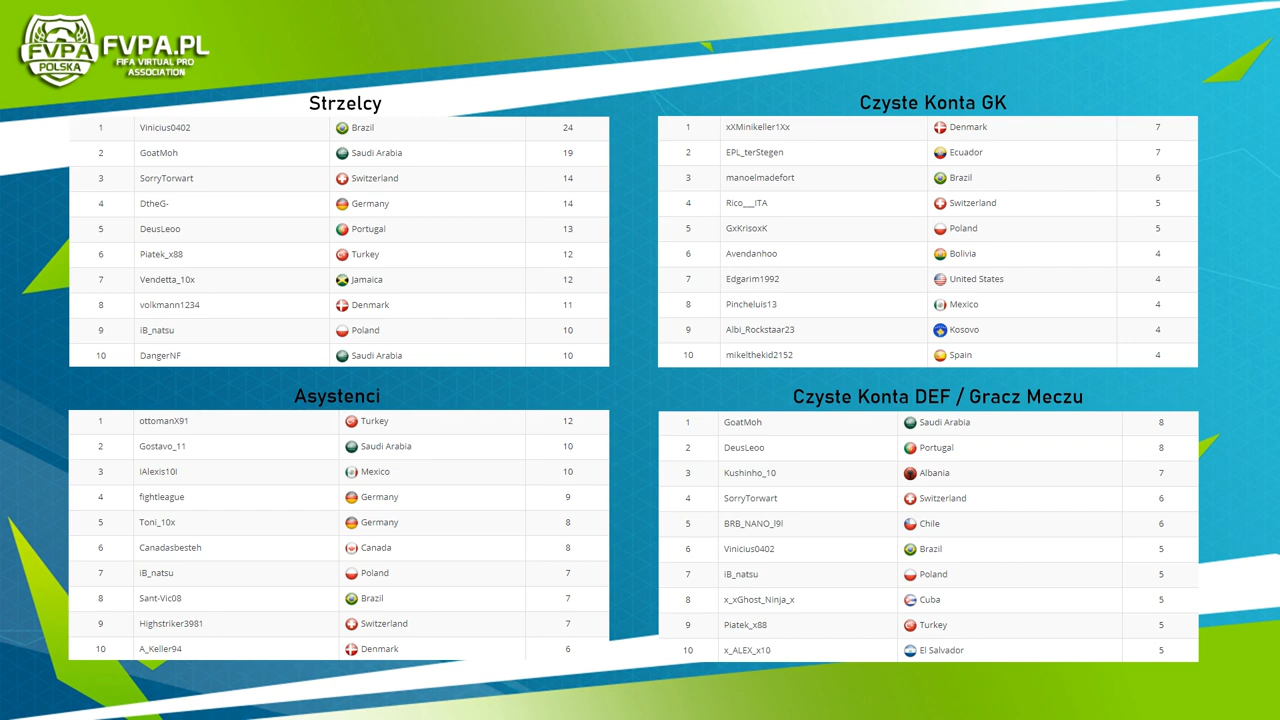 FVPA
POLSKA
FVPA.PL
FIFA VIRTUAL PRO
ASSOCIATION
Strzelcy
1 Vinicius0402 Brazil 24
2 GoatMoh Saudi Arabia 19
3 SorryTorwart Switzerland 14
4 DtheG- Germany 14
5 DeusLeoo Portugal 13
6 Piatek_x88 Turkey 12
7 Vendetta_10x Jamaica 12
8 volkmann1234 Denmark 11
9 iB_natsu Poland 10
10 DangerNF Saudi Arabia 10
Czyste Konta GK
1 xXMinikeller1Xx Denmark 7
2 EPL_terStegen Ecuador 7
3 manoelmadefort Brazil 6
4 Rico___ITA Switzerland 5
5 GxKrisoxK Poland 5
6 Avendanhoo Bolivia 4
7 Edgarim1992 United States 4
8 Pincheluis13 Mexico 4
9 Albi_Rockstaar23 Kosovo 4
10 mikelthekid2152 Spain 4
Asystenci
1 ottomanX91 Turkey 12
2 Gostavo_11 Saudi Arabia 10
3 lAlexis10l Mexico 10
4 fightleague Germany 9
5 Toni_10x Germany 8
6 Canadasbesteh Canada 8
7 iB_natsu Poland 7
8 Sant-Vic08 Brazil 7
9 Highstriker3981 Switzerland 7
10 A_Keller94 Denmark 6
Czyste Konta DEF / Gracz Meczu
1 GoatMoh Saudi Arabia 8
2 DeusLeoo Portugal 8
3 Kushinho_10 Albania 7
4 SorryTorwart Switzerland 6
5 BRB_NANO_l9l Chile 6
6 Vinicius0402 Brazil 5
7 iB_natsu Poland 5
8 x_xGhost_Ninja_x Cuba 5
9 Piatek_x88 Turkey 5
10 x_ALEX_x10 El Salvador 5